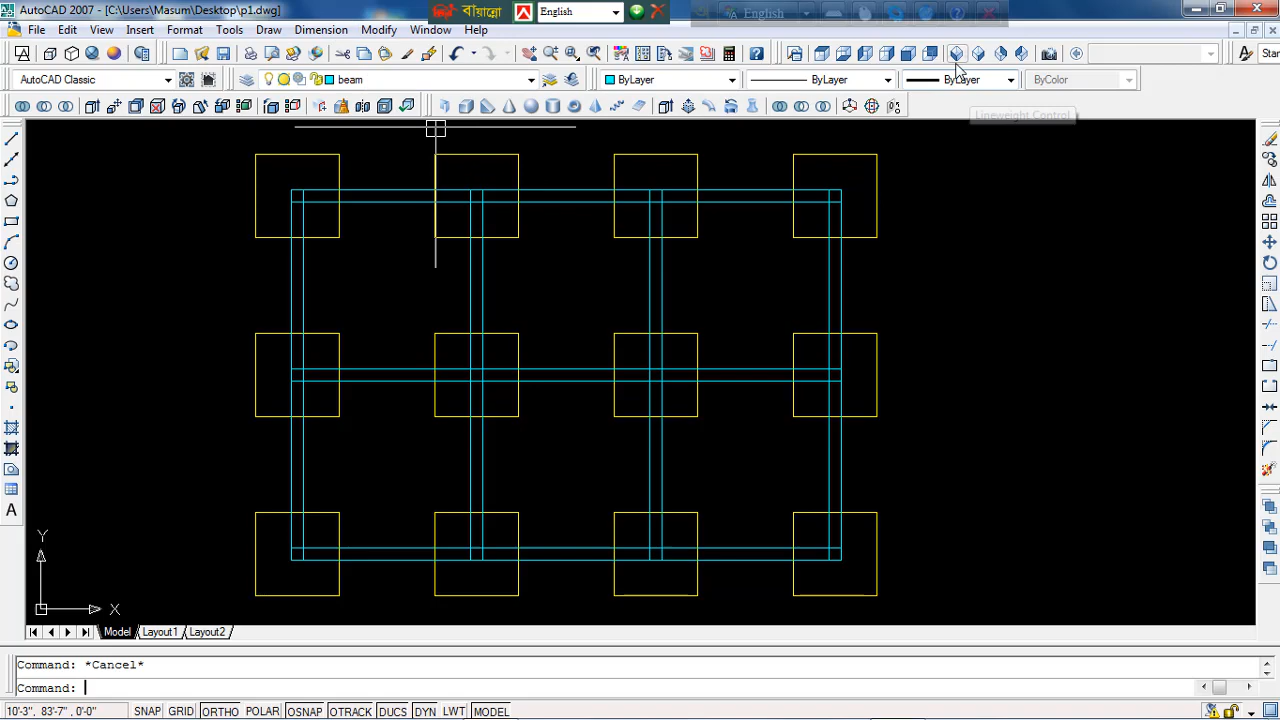 AutoCAD 2007 - [C:\Users\Masum\Desktop\p1.dwg]
বায়ান্নো
English
English
File Edit View Insert Format Tools Draw Dimension Modify Window Help
Star
AutoCAD Classic
beam
ByLayer
ByLayer
ByLayer
ByColor
Lineweight Control
A
Y
X
Model Layout1 Layout2
Command: *Cancel*
Command:
10'-3", 83'-7", 0'-0"
SNAP GRID ORTHO POLAR OSNAP OTRACK DUCS DYN LWT MODEL